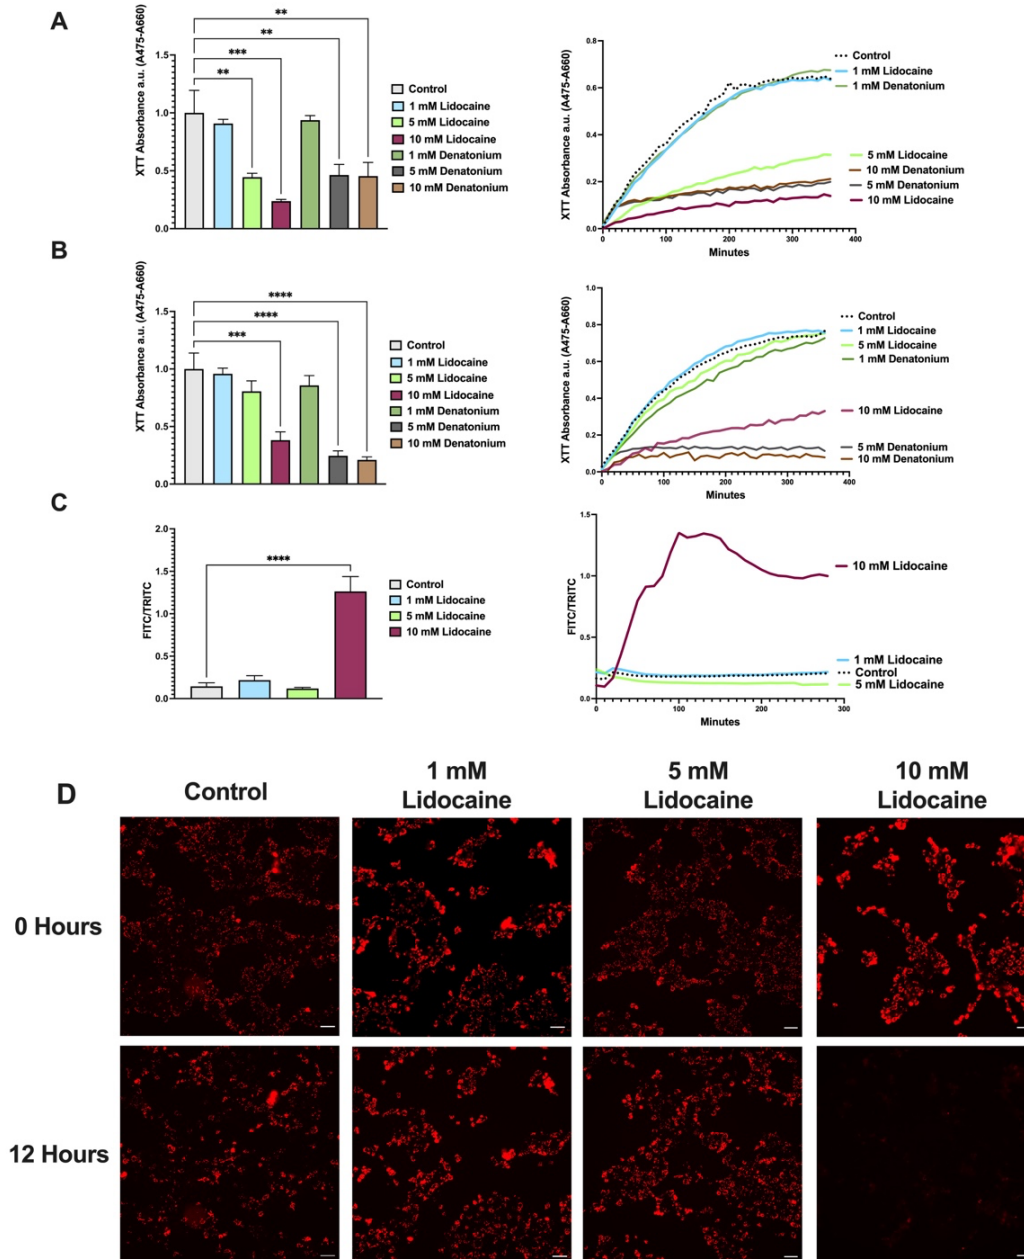 A
XTT Absorbance a.u. (A475-A660)
1.5
1.0
0.5
0.0
**
**
***
**
Control
1 mM Lidocaine
5 mM Lidocaine
10 mM Lidocaine
1 mM Denatonium
5 mM Denatonium
10 mM Denatonium
XTT Absorbance a.u. (A475-A660)
0.8
0.6
0.4
0.2
0.0
0
100
200
300
400
Minutes
Control
1 mM Lidocaine
1 mM Denatonium
5 mM Lidocaine
10 mM Denatonium
5 mM Denatonium
10 mM Lidocaine
B
XTT Absorbance a.u. (A475-A660)
1.5
1.0
0.5
0.0
****
****
***
Control
1 mM Lidocaine
5 mM Lidocaine
10 mM Lidocaine
1 mM Denatonium
5 mM Denatonium
10 mM Denatonium
XTT Absorbance a.u. (A475-A660)
1.0
0.8
0.6
0.4
0.2
0.0
0
100
200
300
400
Minutes
Control
1 mM Lidocaine
5 mM Lidocaine
1 mM Denatonium
10 mM Lidocaine
5 mM Denatonium
10 mM Denatonium
C
FITC/TRITC
2.0
1.5
1.0
0.5
0.0
****
Control
1 mM Lidocaine
5 mM Lidocaine
10 mM Lidocaine
FITC/TRITC
1.5
1.0
0.5
0.0
0
100
200
300
Minutes
10 mM Lidocaine
1 mM Lidocaine
Control
5 mM Lidocaine
D
Control
1 mM
Lidocaine
5 mM
Lidocaine
10 mM
Lidocaine
0 Hours
12 Hours